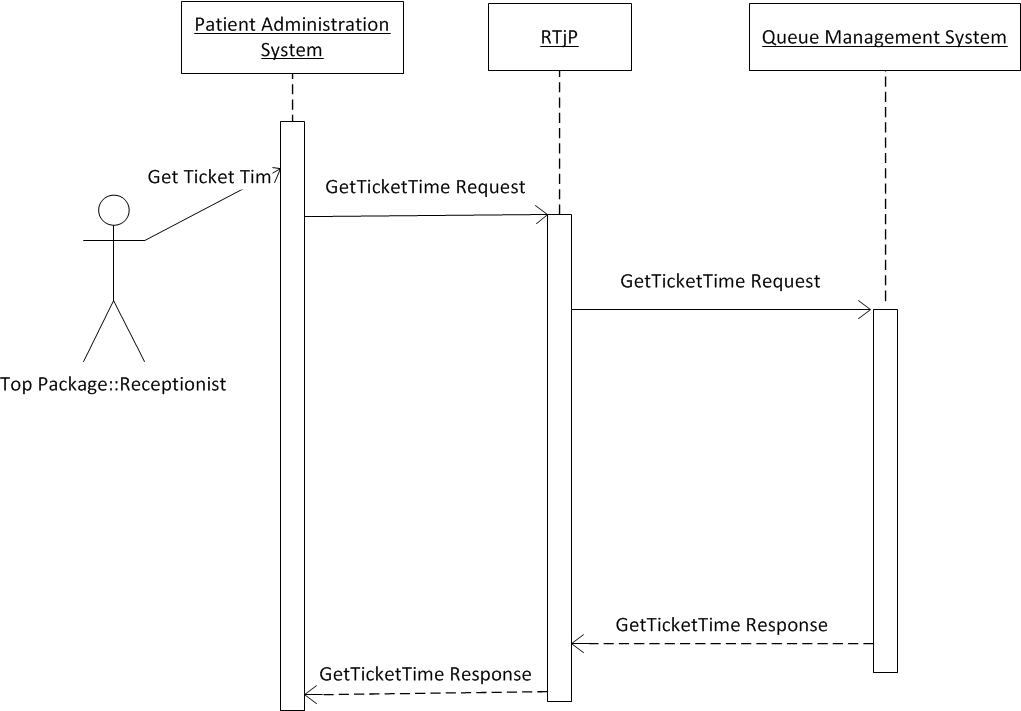 Patient Administration
System
RTjP
Queue Management System
Get Ticket Tim
GetTicketTime Request
GetTicketTime Request
Top Package::Receptionist
GetTicketTime Response
GetTicketTime Response